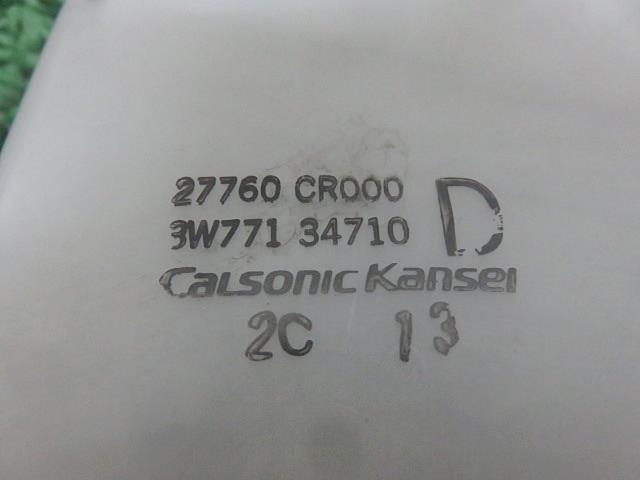 27760 CR000
3W771 34710 D
Calsonic Kansei
2C 13